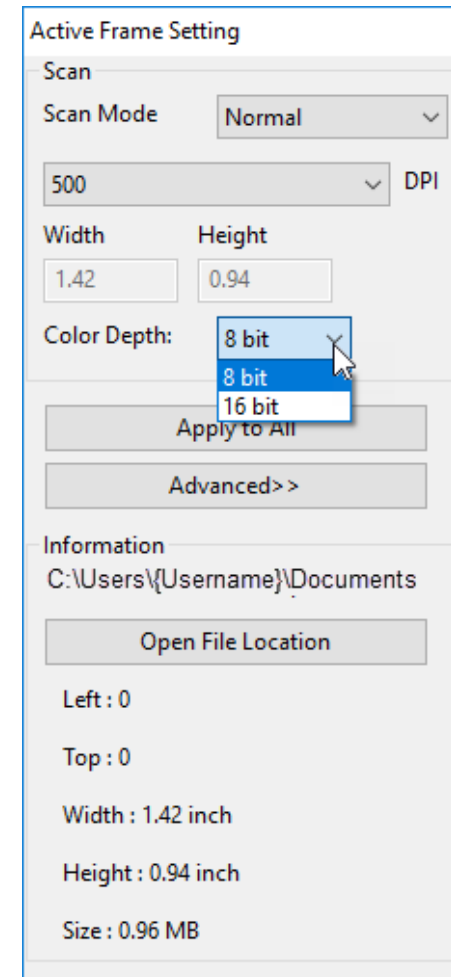 Active Frame Setting
Scan
Scan Mode Normal
500 DPI
Width Height
1.42 0.94
Color Depth: 8 bit
8 bit
16 bit
Apply to All
Advanced>>
Information
C:\Users\{Username}\Documents
Open File Location
Left : 0
Top : 0
Width : 1.42 inch
Height : 0.94 inch
Size : 0.96 MB